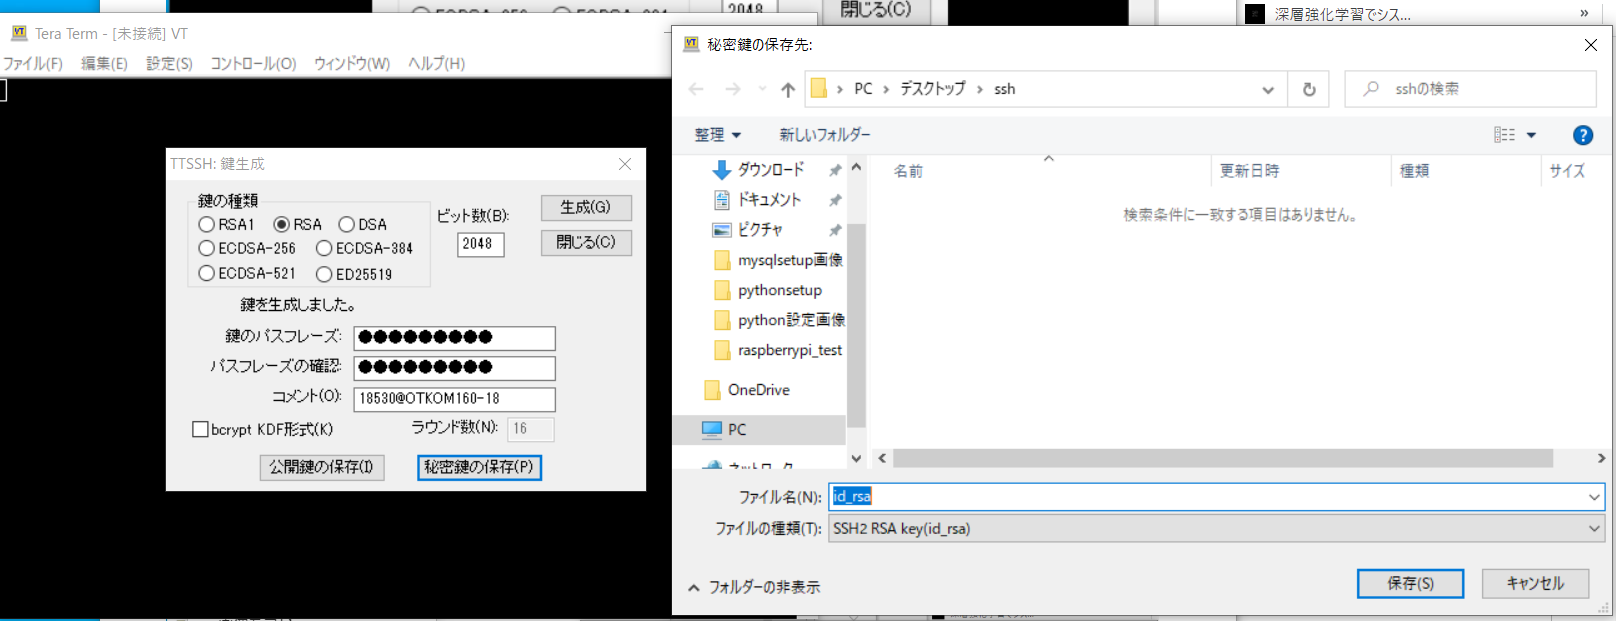 閉じる(C)
2048
深層強化学習でシス...
»
Tera Term - [未接続] VT
ファイル(F) 編集(E) 設定(S) コントロール(O) ウィンドウ(W) ヘルプ(H)
TTSSH: 鍵生成
鍵の種類
RSA1 RSA DSA
ECDSA-256 ECDSA-384
ECDSA-521 ED25519
ビット数(B):
2048
生成(G)
閉じる(C)
鍵を生成しました。
鍵のパスフレーズ: ●●●●●●●●●
パスフレーズの確認: ●●●●●●●●●
コメント(O): 18530@OTKOM160-18
bcrypt KDF形式(K) ラウンド数(N): 16
公開鍵の保存(I) 秘密鍵の保存(P)
秘密鍵の保存先:
PC › デスクトップ › ssh
sshの検索
整理 新しいフォルダー
ダウンロード
ドキュメント
ピクチャ
mysqlsetup画像
pythonsetup
python設定画像
raspberrypi_test
OneDrive
PC
ネットワーク
名前 更新日時 種類 サイズ
検索条件に一致する項目はありません。
ファイル名(N): id_rsa
ファイルの種類(T): SSH2 RSA key(id_rsa)
フォルダーの非表示
保存(S) キャンセル